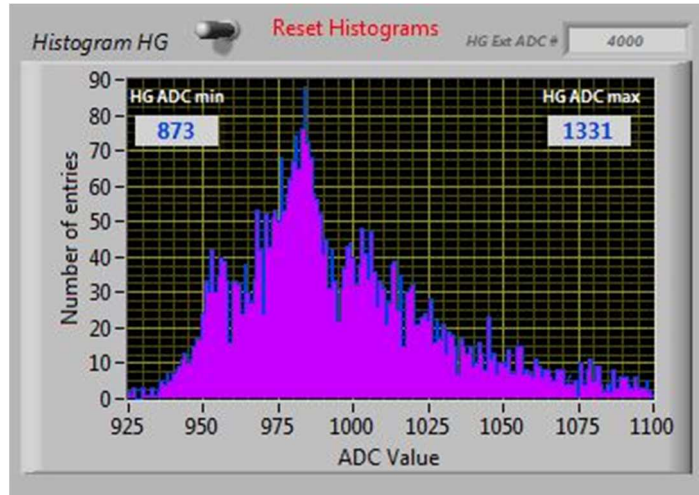 Histogram HG
Reset Histograms
HG Ext ADC #
4000
HG ADC min
873
HG ADC max
1331
Number of entries
90
80
70
60
50
40
30
20
10
0
925 950 975 1000 1025 1050 1075 1100
ADC Value